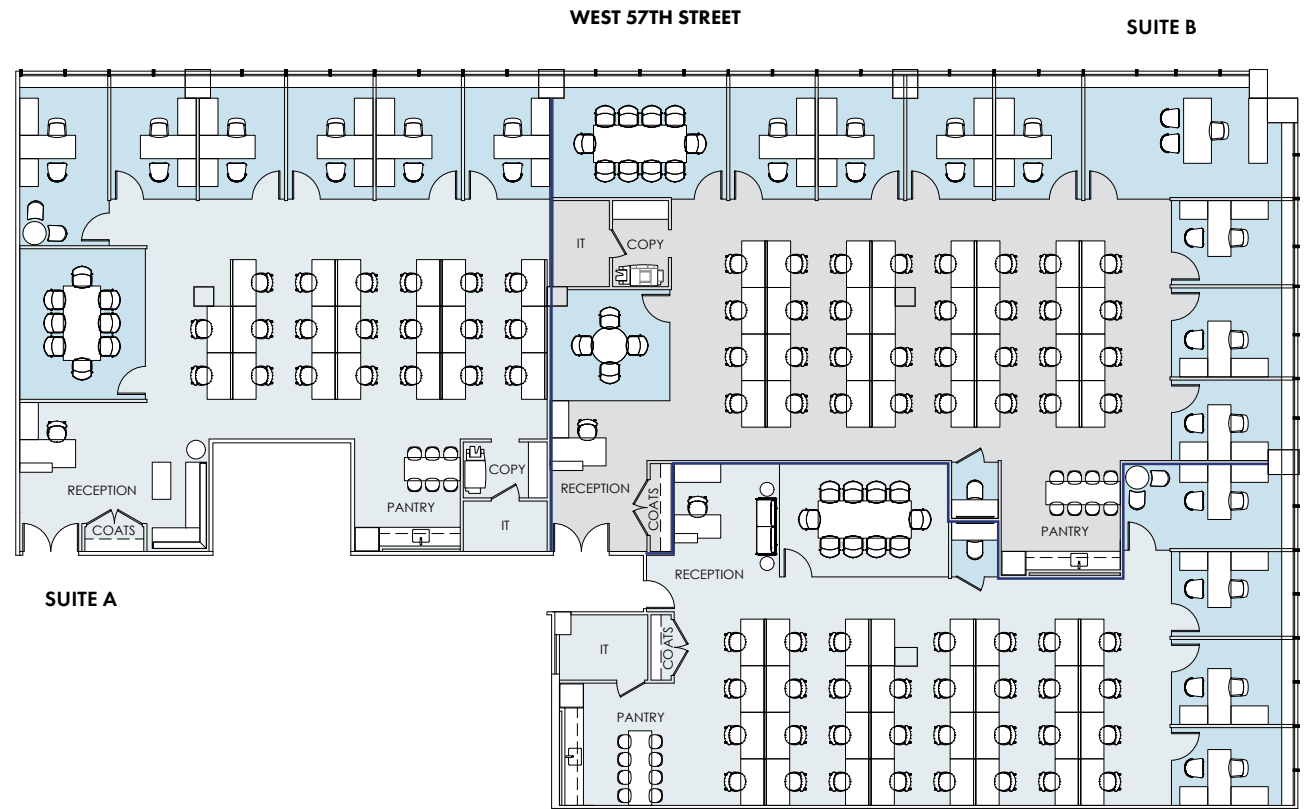 WEST 57TH STREET
SUITE B
IT
COPY
RECEPTION
COATS
PANTRY
COPY
IT
RECEPTION
COATS
PANTRY
SUITE A
RECEPTION
IT
COATS
PANTRY